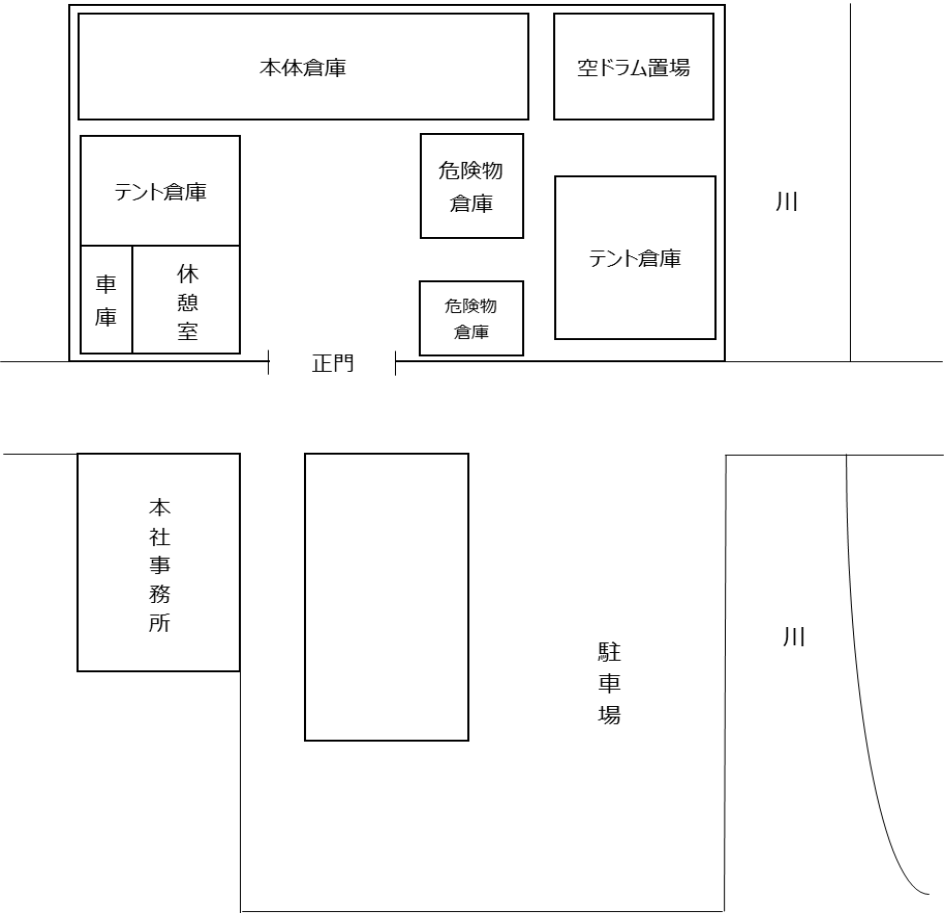 本体倉庫
空ドラム置場
テント倉庫
危険物
倉庫
川
テント倉庫
車庫
休憩室
危険物
倉庫
正門
本社事務所
駐車場
川